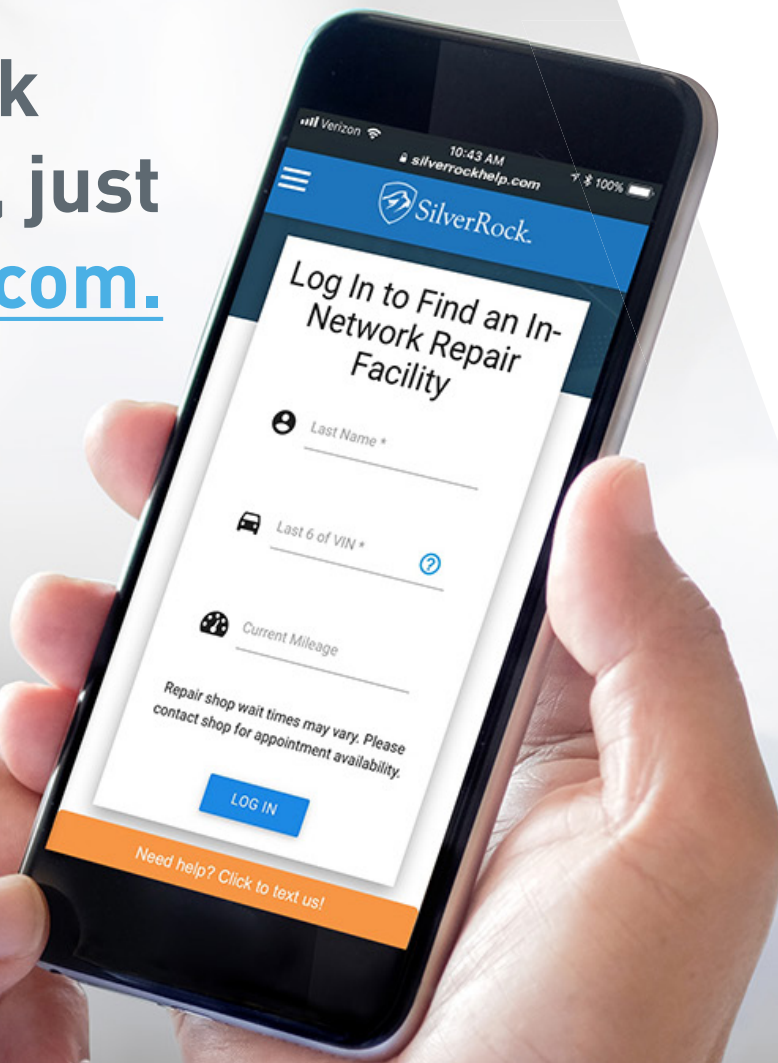 k
, just
com.
Verizon
10:43 AM
100%
silverrockhelp.com
SilverRock.
Log In to Find an In-
Network Repair
Facility
Last Name *
Last 6 of VIN *
?
Current Mileage
Repair shop wait times may vary. Please
contact shop for appointment availability.
LOG IN
Need help? Click to text us!